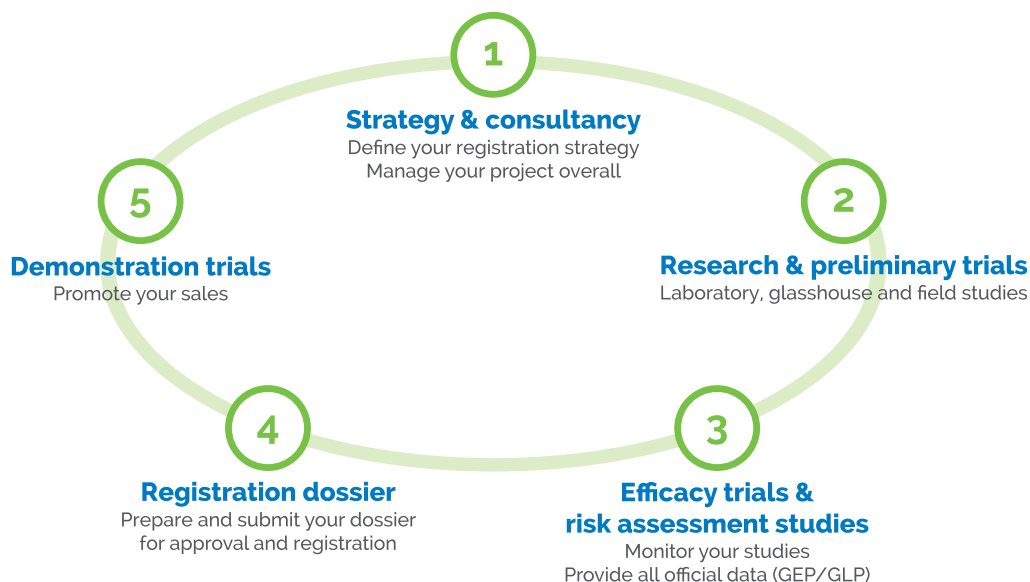 1
Strategy & consultancy
Define your registration strategy
Manage your project overall
2
Research & preliminary trials
Laboratory, glasshouse and field studies
3
Efficacy trials &
risk assessment studies
Monitor your studies
Provide all official data (GEP/GLP)
4
Registration dossier
Prepare and submit your dossier
for approval and registration
5
Demonstration trials
Promote your sales